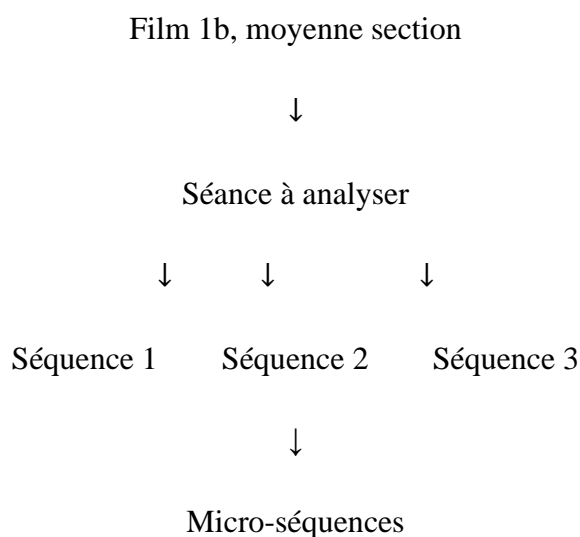 Film 1b, moyenne section
↓
Séance à analyser
↓ ↓ ↓
Séquence 1 Séquence 2 Séquence 3
↓
Micro-séquences